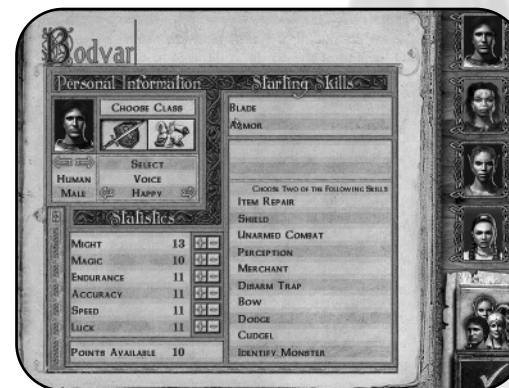 Bodvar
Personal Information
CHOOSE CLASS
SELECT
HUMAN VOICE
MALE HAPPY
Statistics
MIGHT 13
MAGIC 10
ENDURANCE 11
ACCURACY 11
SPEED 11
LUCK 11
POINTS AVAILABLE 10
Starting Skills
BLADE
ARMOR
CHOOSE TWO OF THE FOLLOWING SKILLS
ITEM REPAIR
SHIELD
UNARMED COMBAT
PERCEPTION
MERCHANT
DISARM TRAP
BOW
DODGE
CUDGEL
IDENTIFY MONSTER